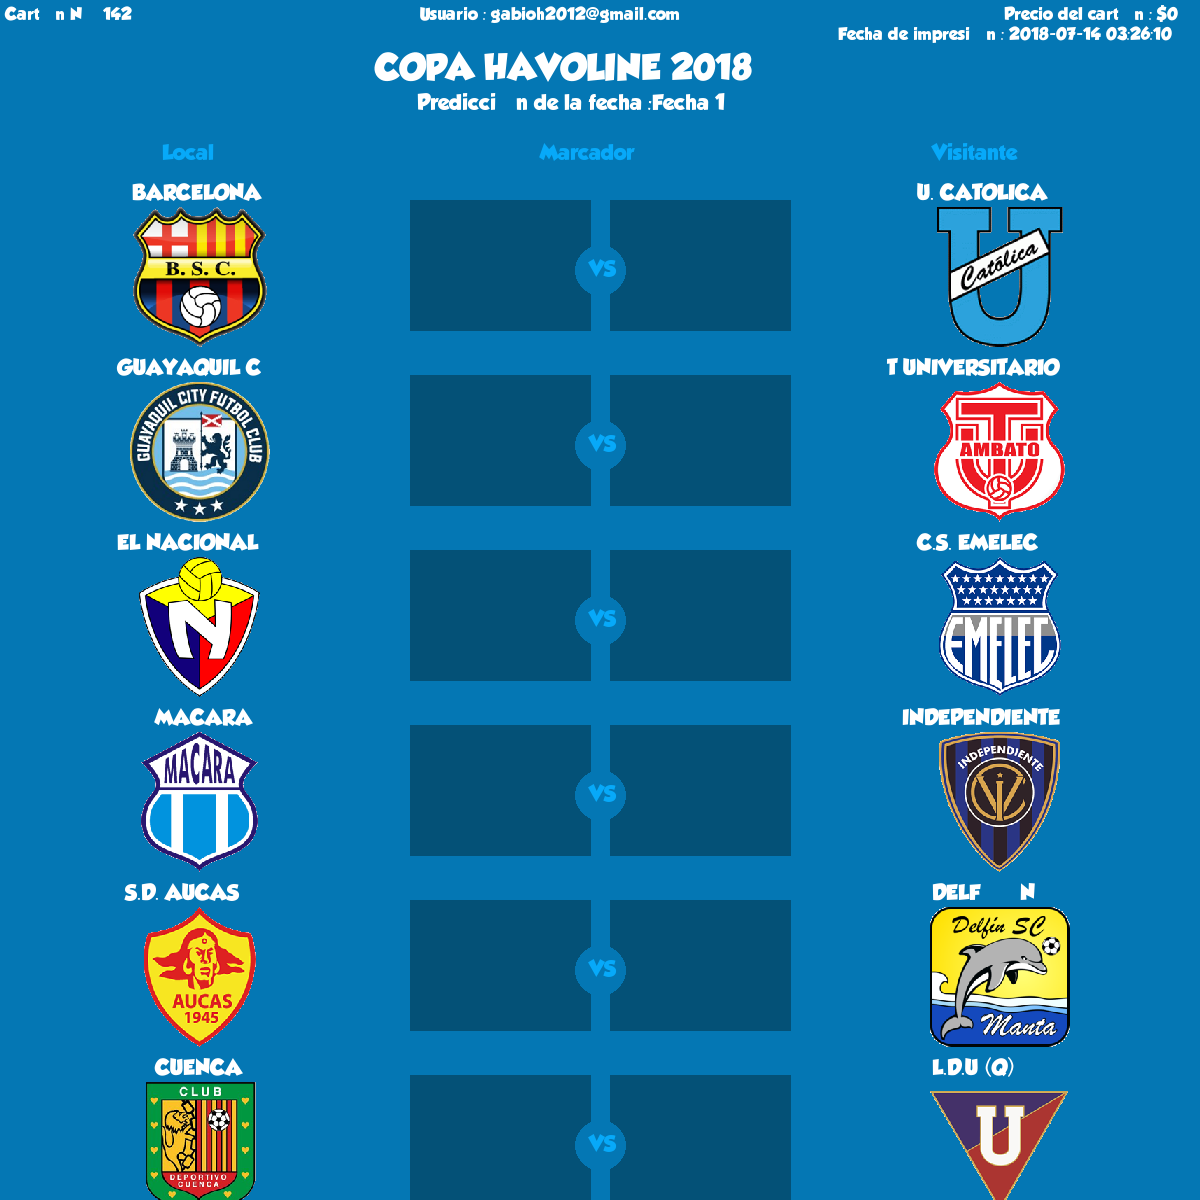 Cart n N 142 Usuario : gabioh2012@gmail.com Precio del cart n : $0
Fecha de impresi n : 2018-07-14 03:26:10
COPA HAVOLINE 2018
Predicci n de la fecha :Fecha 1
Local Marcador Visitante
BARCELONA U. CATOLICA
B. S. C. VS Católica
GUAYAQUIL C T UNIVERSITARIO
GUAYAQUIL CITY FUTBOL CLUB VS T AMBATO
EL NACIONAL C.S. EMELEC
N VS EMELEC
MACARA INDEPENDIENTE
MACARA VS INDEPENDIENTE
S.D. AUCAS DELF N
AUCAS 1945 VS Delfín SC Manta
CUENCA L.D.U (Q)
CLUB DEPORTIVO CUENCA VS U